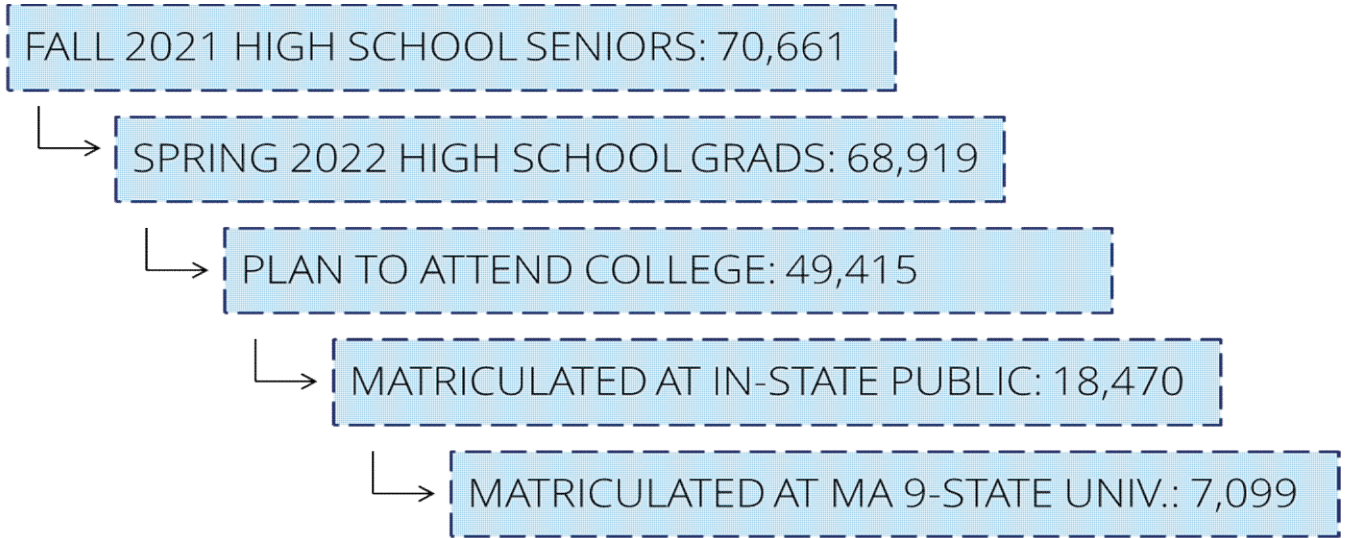 FALL 2021 HIGH SCHOOL SENIORS: 70,661
SPRING 2022 HIGH SCHOOL GRADS: 68,919
PLAN TO ATTEND COLLEGE: 49,415
MATRICULATED AT IN-STATE PUBLIC: 18,470
MATRICULATED AT MA 9-STATE UNIV.: 7,099